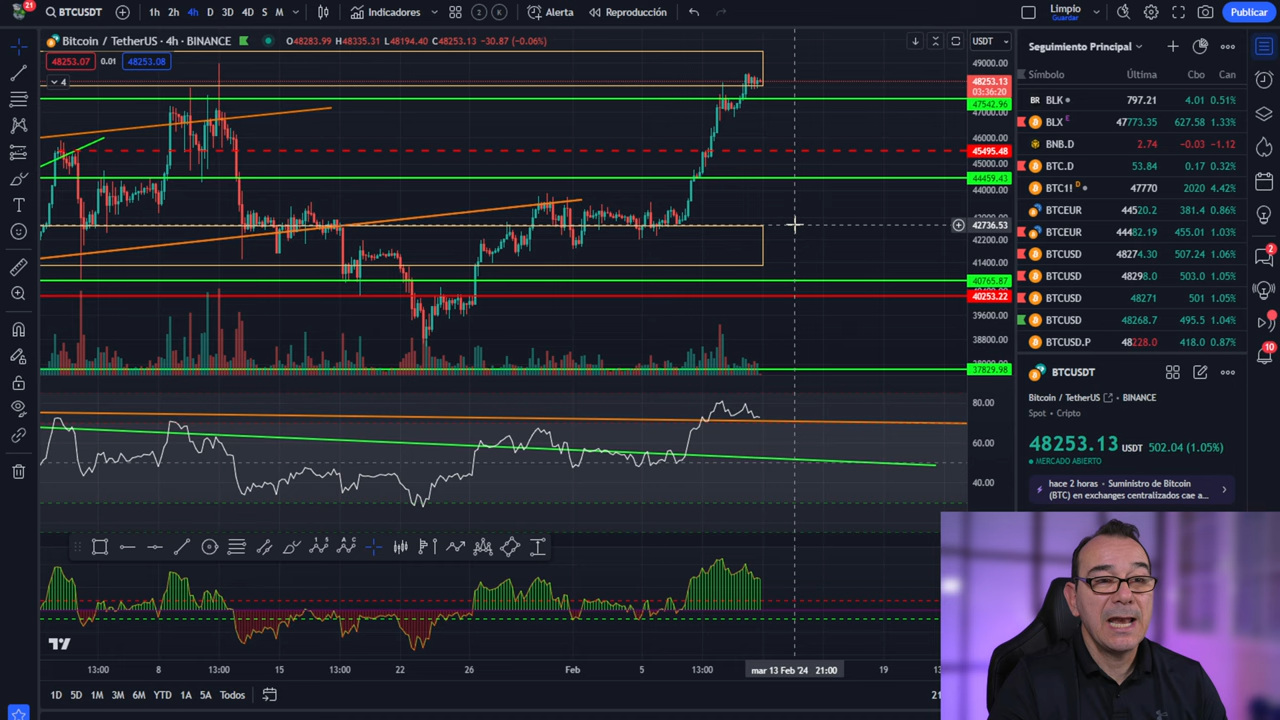 21
BTCUSDT
1h 2h 4h D 3D 4D S M
Indicadores
2 K
Alerta
Reproducción
Limpio
Guardar
Publicar
Bitcoin / TetherUS · 4h · BINANCE
O48283.99 H48335.31 L48194.40 C48253.13 -30.87 (-0.06%)
USDT
48253.07 0.01 48253.08
4
49000.00
48253.13
03:36:20
47542.96
47000.00
46000.00
45495.48
45000.00
44459.43
44000.00
42736.53
42200.00
41400.00
40765.87
40253.22
39600.00
38800.00
37829.98
80.00
60.00
40.00
13:00 8 13:00 15 13:00 22 26 Feb 5 13:00 mar 13 Feb '24 21:00 19
1D 5D 1M 3M 6M YTD 1A 5A Todos
Seguimiento Principal
Símbolo Última Cbo Can
BR BLK 797.21 4.01 0.51%
BLX E 47773.35 627.58 1.33%
BNB.D 2.74 -0.03 -1.12
BTC.D 53.84 0.17 0.32%
BTC1! D 47770 2020 4.42%
BTCEUR 44520.2 381.4 0.86%
BTCEUR 44482.19 455.01 1.03%
BTCUSD 48274.30 507.24 1.06%
BTCUSD 48298.0 503.0 1.05%
BTCUSD 48271 501 1.05%
BTCUSD 48268.7 495.5 1.04%
BTCUSD.P 48228.0 418.0 0.87%
BTCUSDT
Bitcoin / TetherUS · BINANCE
Spot • Cripto
48253.13 USDT 502.04 (1.05%)
MERCADO ABIERTO
hace 2 horas • Suministro de Bitcoin
(BTC) en exchanges centralizados cae a...
2
10